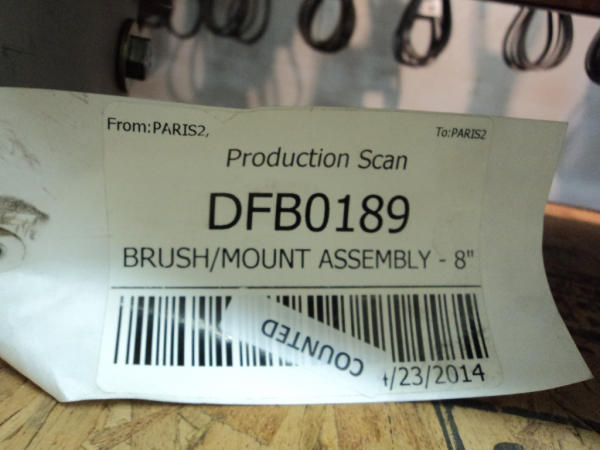 From:PARIS2,
To:PARIS2
Production Scan
DFB0189
BRUSH/MOUNT ASSEMBLY - 8"
COUNTED
/23/2014